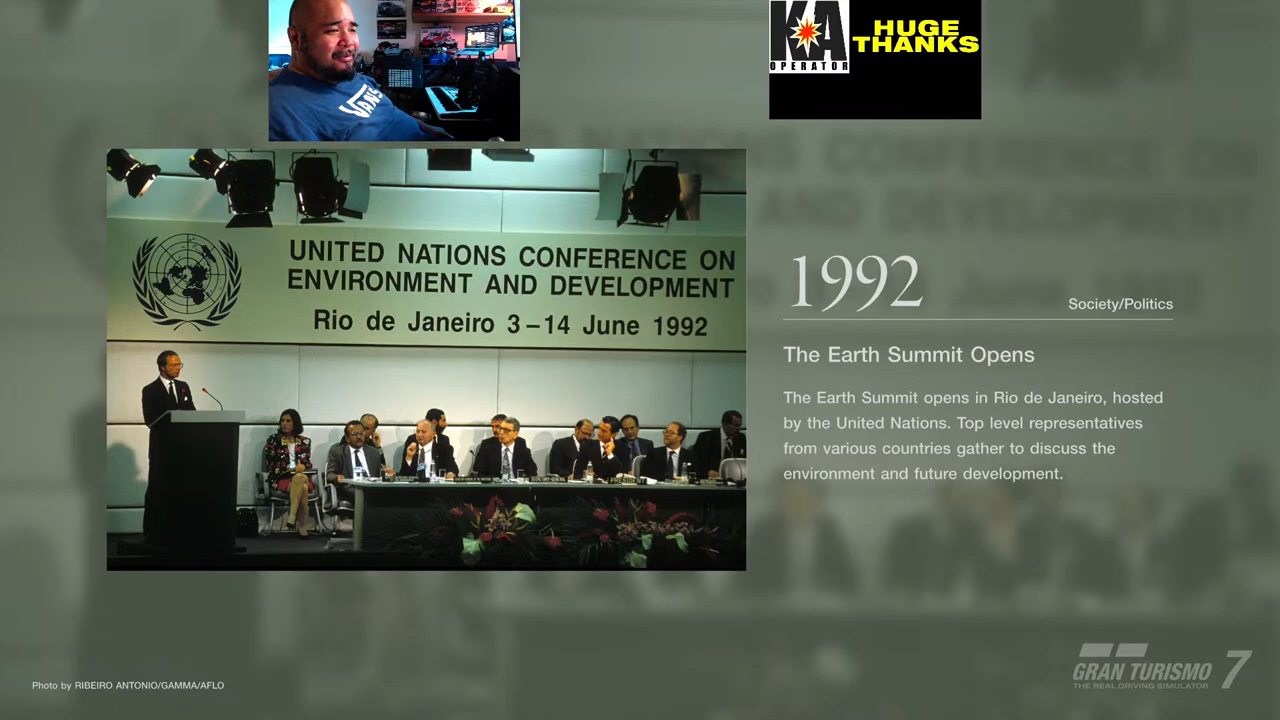 VANS
KA
OPERATOR
HUGE
THANKS
UNITED NATIONS CONFERENCE ON
ENVIRONMENT AND DEVELOPMENT
Rio de Janeiro 3–14 June 1992
1992
Society/Politics
The Earth Summit Opens
The Earth Summit opens in Rio de Janeiro, hosted
by the United Nations. Top level representatives
from various countries gather to discuss the
environment and future development.
PRESIDENT
Photo by RIBEIRO ANTONIO/GAMMA/AFLO
GRAN TURISMO 7
THE REAL DRIVING SIMULATOR